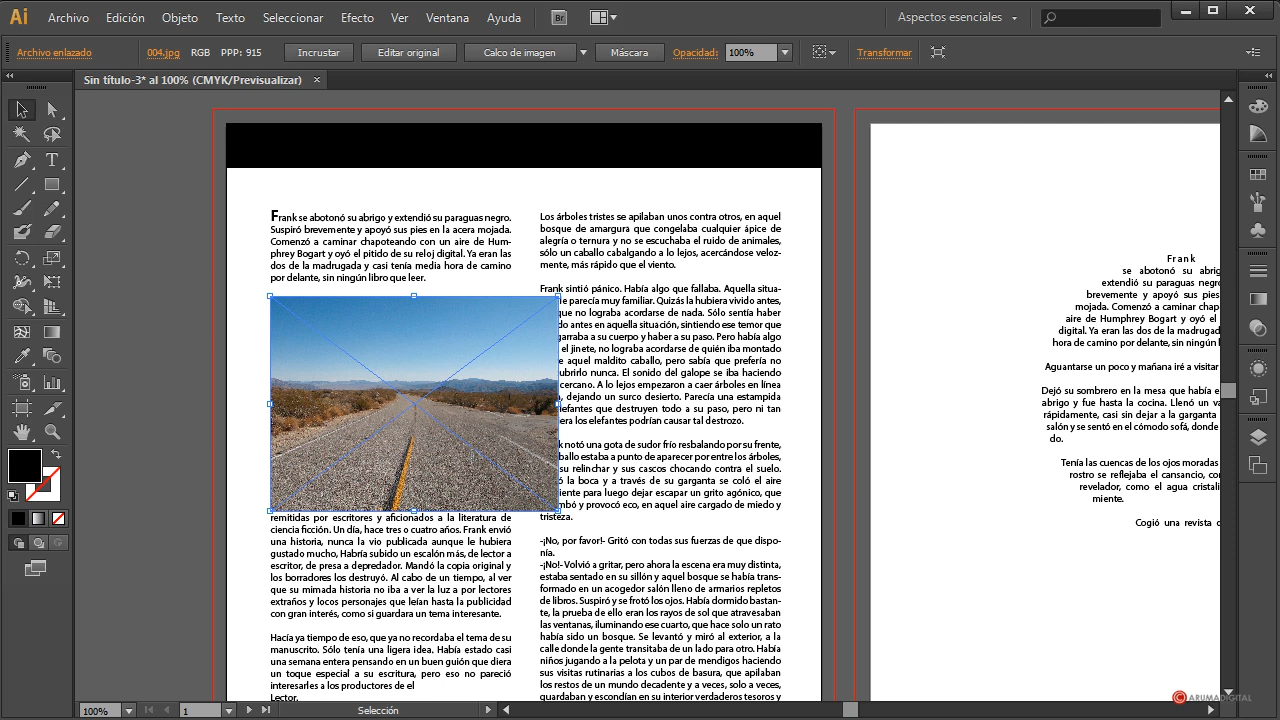 Ai Archivo Edición Objeto Texto Seleccionar Efecto Ver Ventana Ayuda Br Aspectos esenciales
Archivo enlazado 004.jpg RGB PPP: 915 Incrustar Editar original Calco de imagen Máscara Opacidad: 100% Transformar
Sin título-3* al 100% (CMYK/Previsualizar) ×
Frank se abotonó su abrigo y extendió su paraguas negro.
Suspiró brevemente y apoyó sus pies en la acera mojada.
Comenzó a caminar chapoteando con un aire de Hum-
phrey Bogart y oyó el pitido de su reloj digital. Ya eran las
dos de la madrugada y casi tenía media hora de camino
por delante, sin ningún libro que leer.
remitidas por escritores y aficionados a la literatura de
ciencia ficción. Un día, hace tres o cuatro años. Frank envió
una historia, nunca la vio publicada aunque le hubiera
gustado mucho, Habría subido un escalón más, de lector a
escritor, de presa a depredador. Mandó la copia original y
los borradores los destruyó. Al cabo de un tiempo, al ver
que su mimada historia no iba a ver la luz a por lectores
extraños y locos personajes que leían hasta la publicidad
con gran interés, como si guardara un tema interesante.
Hacía ya tiempo de eso, que ya no recordaba el tema de su
manuscrito. Sólo tenía una ligera idea. Había estado casi
una semana entera pensando en un buen guión que diera
un toque especial a su escritura, pero eso no pareció
interesarles a los productores de el
Lector.
Los árboles tristes se apilaban unos contra otros, en aquel
bosque de amargura que congelaba cualquier ápice de
alegría o ternura y no se escuchaba el ruido de animales,
sólo un caballo cabalgando a lo lejos, acercándose veloz-
mente, más rápido que el viento.
Frank sintió pánico. Había algo que fallaba. Aquella situa-
parecía muy familiar. Quizás la hubiera vivido antes,
que no lograba acordarse de nada. Sólo sentía haber
do antes en aquella situación, sintiendo ese temor que
garraba a su cuerpo y haber a su paso. Pero había algo
el jinete, no lograba acordarse de quién iba montado
aquel maldito caballo, pero sabía que prefería no
ubrirlo nunca. El sonido del galope se iba haciendo
cercano. A lo lejos empezaron a caer árboles en línea
, dejando un surco desierto. Parecía una estampida
lefantes que destruyen todo a su paso, pero ni tan
era los elefantes podrían causar tal destrozo.
k notó una gota de sudor frío resbalando por su frente,
ballo estaba a punto de aparecer por entre los árboles,
su relinchar y sus cascos chocando contra el suelo.
ó la boca y a través de su garganta se coló el aire
iente para luego dejar escapar un grito agónico, que
mbó y provocó eco, en aquel aire cargado de miedo y
tristeza.
-¡No, por favor!- Gritó con todas sus fuerzas de que dispo-
nía.
-¡No!- Volvió a gritar, pero ahora la escena era muy distinta,
estaba sentado en su sillón y aquel bosque se había trans-
formado en un acogedor salón lleno de armarios repletos
de libros. Suspiró y se frotó los ojos. Había dormido bastan-
te, la prueba de ello eran los rayos de sol que atravesaban
las ventanas, iluminando ese cuarto, que hace solo un rato
había sido un bosque. Se levantó y miró al exterior, a la
calle donde la gente transitaba de un lado para otro. Había
niños jugando a la pelota y un par de mendigos haciendo
sus visitas rutinarias a los cubos de basura, que apilaban
los restos de un mundo decadente y a veces, solo a veces,
guardaban y escondían en su interior verdaderos tesoros y
Frank
se abotonó su abrig
extendió su paraguas negro
brevemente y apoyó sus pies
mojada. Comenzó a caminar chap
aire de Humphrey Bogart y oyó el
digital. Ya eran las dos de la madrugad
hora de camino por delante, sin ningún l
Aguantarse un poco y mañana iré a visitar
Dejó su sombrero en la mesa que había e
abrigo y fue hasta la cocina. Llenó un va
rápidamente, casi sin dejar a la garganta
salón y se sentó en el cómodo sofá, donde
do.
Tenía las cuencas de los ojos moradas
rostro se reflejaba el cansancio, con
revelador, como el agua cristali
miente.
Cogió una revista c
100% 1 Selección
© ARUMADIGITAL